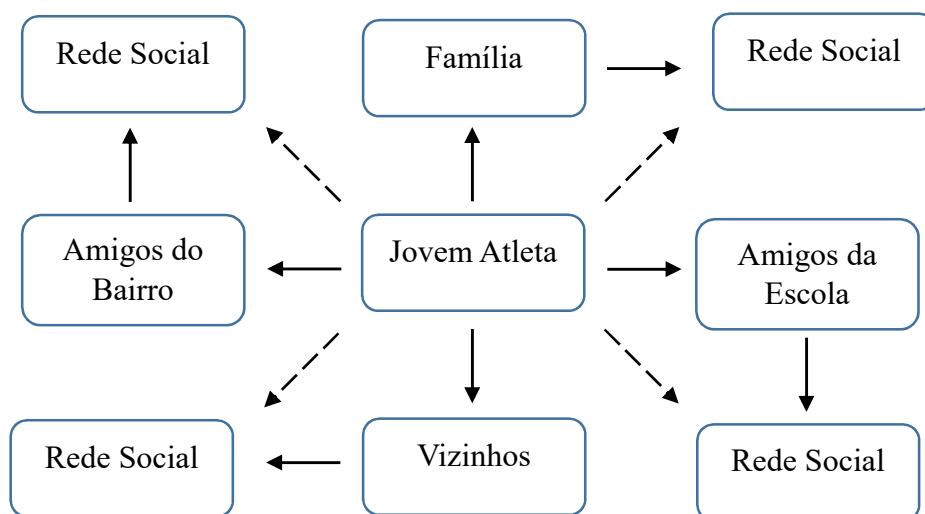 Rede Social
Família
Rede Social
Amigos do
Bairro
Jovem Atleta
Amigos da
Escola
Rede Social
Vizinhos
Rede Social